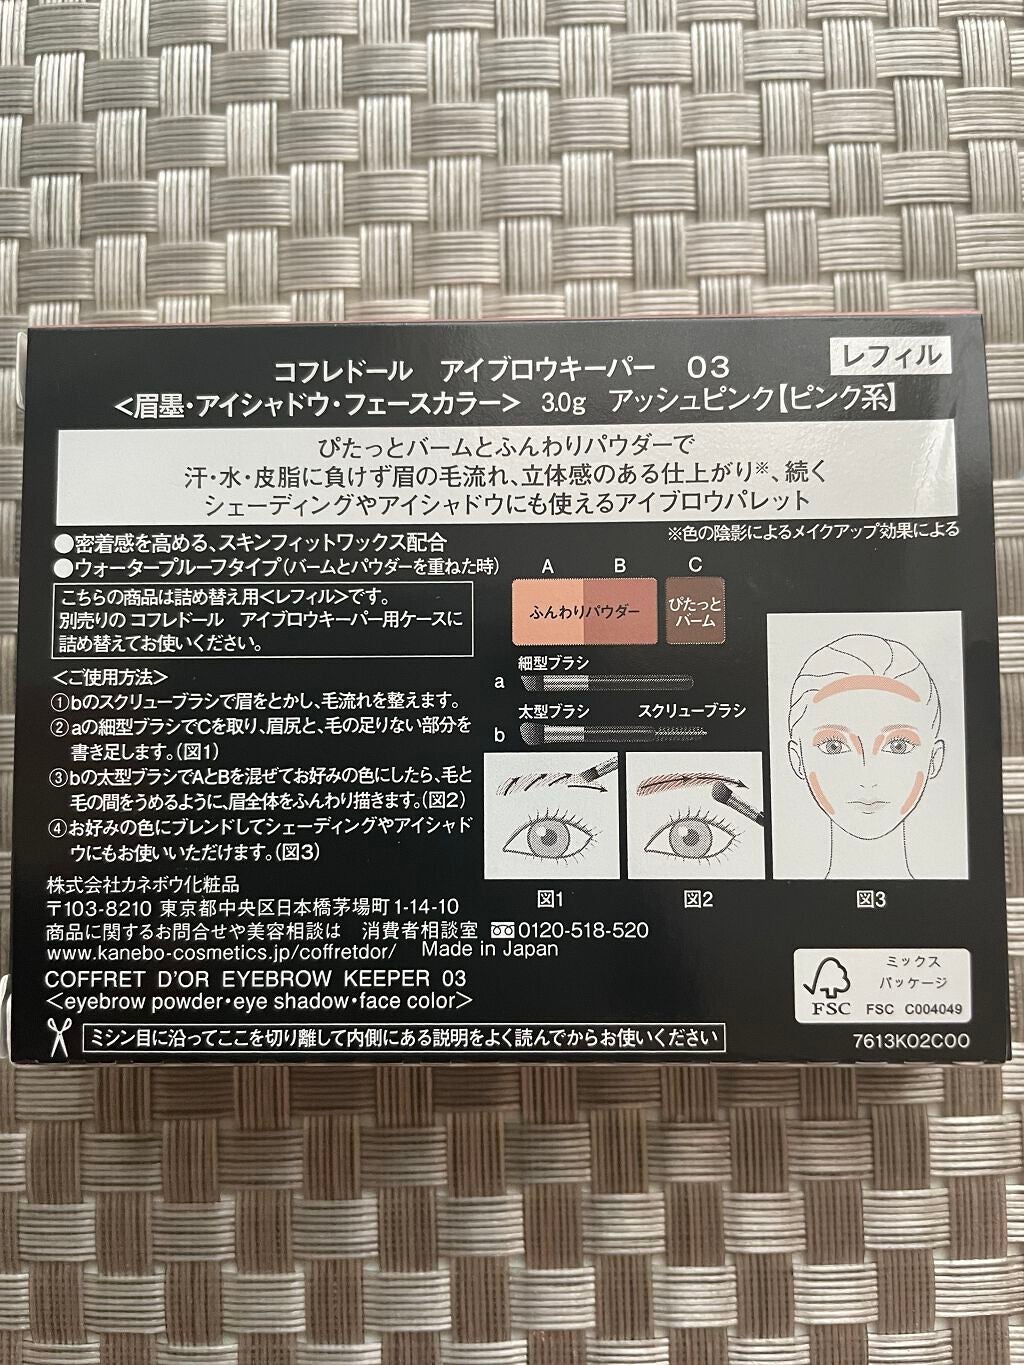 レフィル
コフレドール　アイブロウキーパー　03
<眉墨・アイシャドウ・フェースカラー>　3.0g　アッシュピンク【ピンク系】
ぴたっとバームとふんわりパウダーで
汗・水・皮脂に負けず眉の毛流れ、立体感のある仕上がり※、続く
シェーディングやアイシャドウにも使えるアイブロウパレット
※色の陰影によるメイクアップ効果による
●密着感を高める、スキンフィットワックス配合
●ウォータープルーフタイプ(バームとパウダーを重ねた時)
こちらの商品は詰め替え用<レフィル>です。
別売りの コフレドール　アイブロウキーパー用ケースに
詰め替えてお使いください。
A B C
ふんわりパウダー
ぴたっと
バーム
細型ブラシ
a
太型ブラシ　スクリューブラシ
b
<ご使用方法>
①bのスクリューブラシで眉をとかし、毛流れを整えます。
②aの細型ブラシでCを取り、眉尻と、毛の足りない部分を
書き足します。(図1)
③bの太型ブラシでAとBを混ぜてお好みの色にしたら、毛と
毛の間をうめるように、眉全体をふんわり描きます。(図2)
④お好みの色にブレンドしてシェーディングやアイシャド
ウにもお使いいただけます。(図3)
図1 図2 図3
株式会社カネボウ化粧品
〒103-8210 東京都中央区日本橋茅場町1-14-10
商品に関するお問合せや美容相談は　消費者相談室 0120-518-520
www.kanebo-cosmetics.jp/coffretdor/　Made in Japan
COFFRET D'OR EYEBROW KEEPER 03
<eyebrow powder・eye shadow・face color>
ミシン目に沿ってここを切り離して内側にある説明をよく読んでからお使いください
ミックス
パッケージ
FSC
FSC C004049
7613K02C00